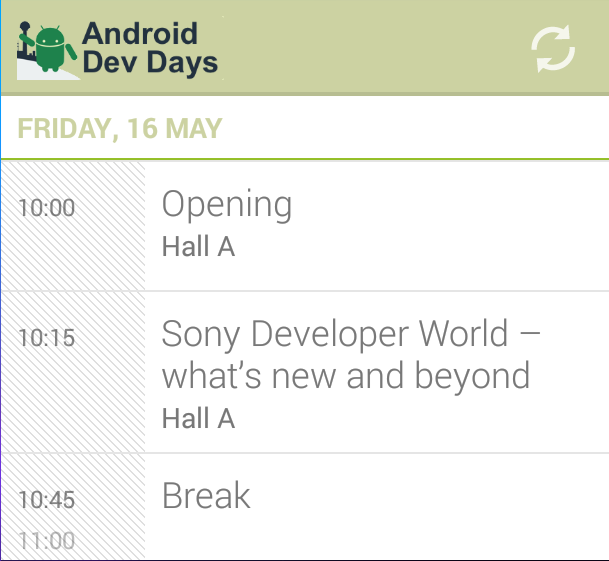 Android
Dev Days
FRIDAY, 16 MAY
10:00
Opening
Hall A
10:15
Sony Developer World –
what's new and beyond
Hall A
10:45
Break
11:00